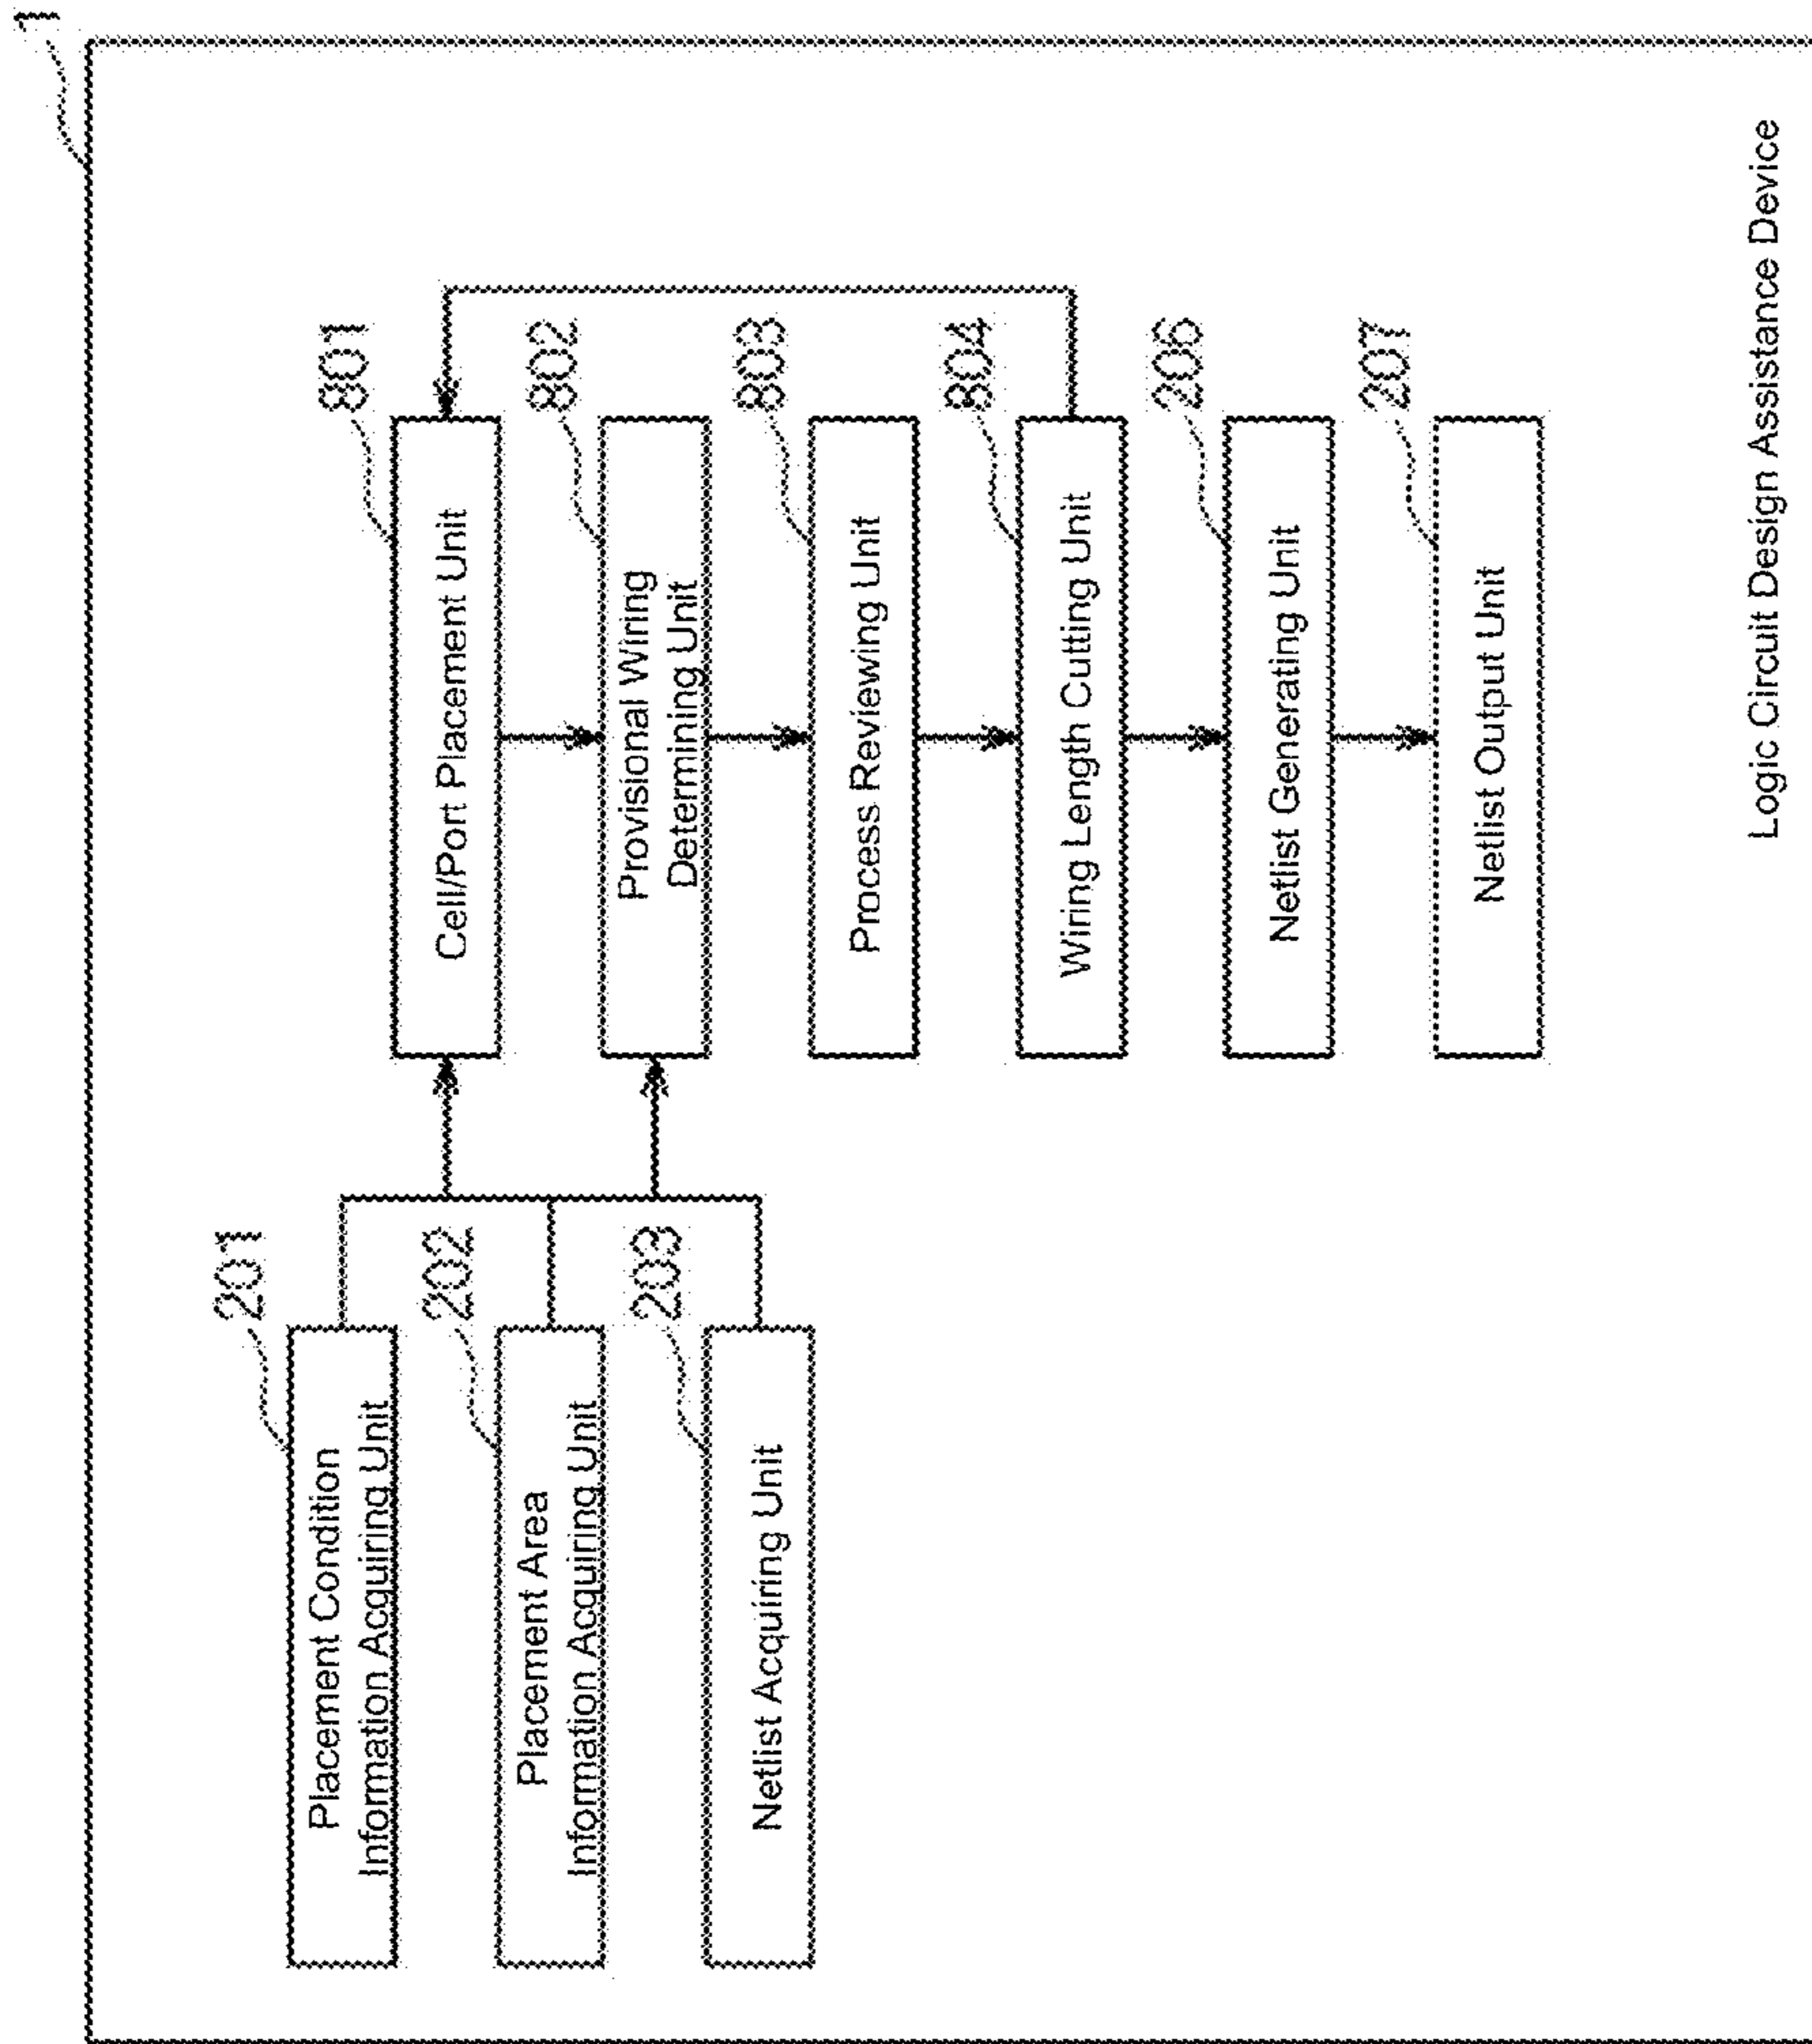 1
201
Placement Condition
Information Acquiring Unit
202
Placement Area
Information Acquiring Unit
203
Netlist Acquiring Unit
801
Cell/Port Placement Unit
802
Provisional Wiring
Determining Unit
803
Process Reviewing Unit
804
Wiring Length Cutting Unit
206
Netlist Generating Unit
207
Netlist Output Unit
Logic Circuit Design Assistance Device